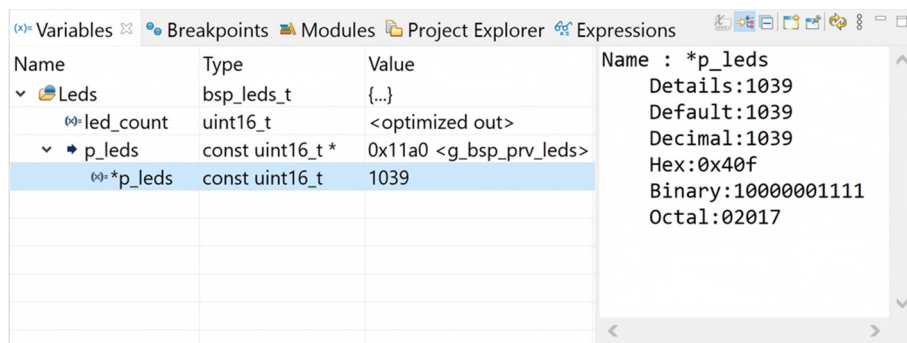 (x)= Variables Breakpoints Modules Project Explorer Expressions
Name Type Value
Leds bsp_leds_t {...}
(x)= led_count uint16_t <optimized out>
p_leds const uint16_t * 0x11a0 <g_bsp_prv_leds>
(x)= *p_leds const uint16_t 1039
Name : *p_leds
Details:1039
Default:1039
Decimal:1039
Hex:0x40f
Binary:10000001111
Octal:02017